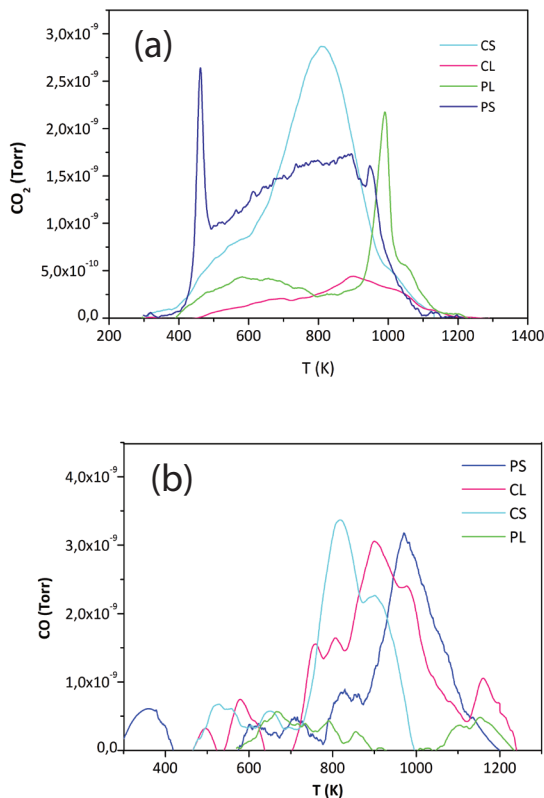 (a)
3,0x10⁻⁹
2,5x10⁻⁹
2,0x10⁻⁹
1,5x10⁻⁹
1,0x10⁻⁹
5,0x10⁻¹⁰
0,0
CO₂ (Torr)
CS
CL
PL
PS
200 400 600 800 1000 1200 1400
T (K)
(b)
4,0x10⁻⁹
3,0x10⁻⁹
2,0x10⁻⁹
1,0x10⁻⁹
0,0
CO (Torr)
PS
CL
CS
PL
400 600 800 1000 1200
T (K)